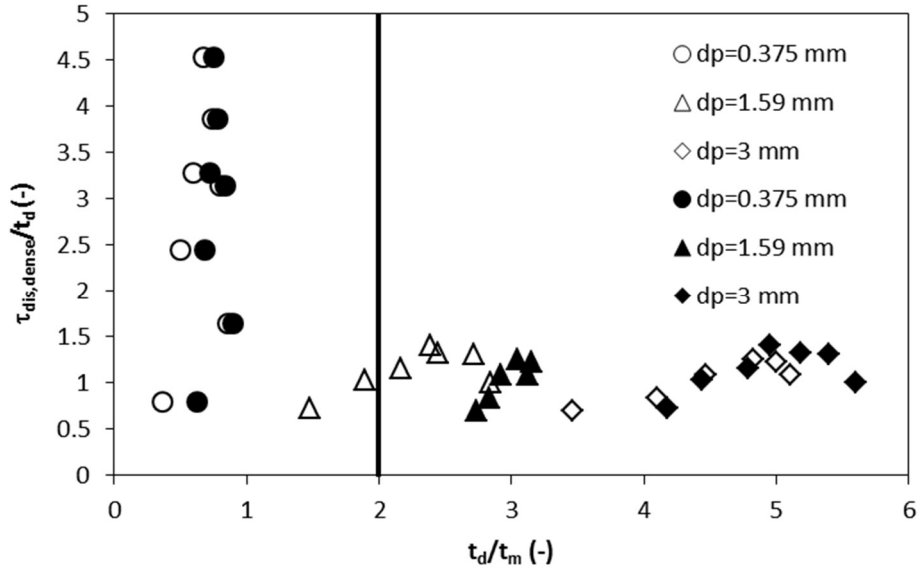 5
4.5
4
3.5
3
2.5
2
1.5
1
0.5
0
τdis,dense/td (-)
dp=0.375 mm
dp=1.59 mm
dp=3 mm
dp=0.375 mm
dp=1.59 mm
dp=3 mm
0 1 2 3 4 5 6
td/tm (-)